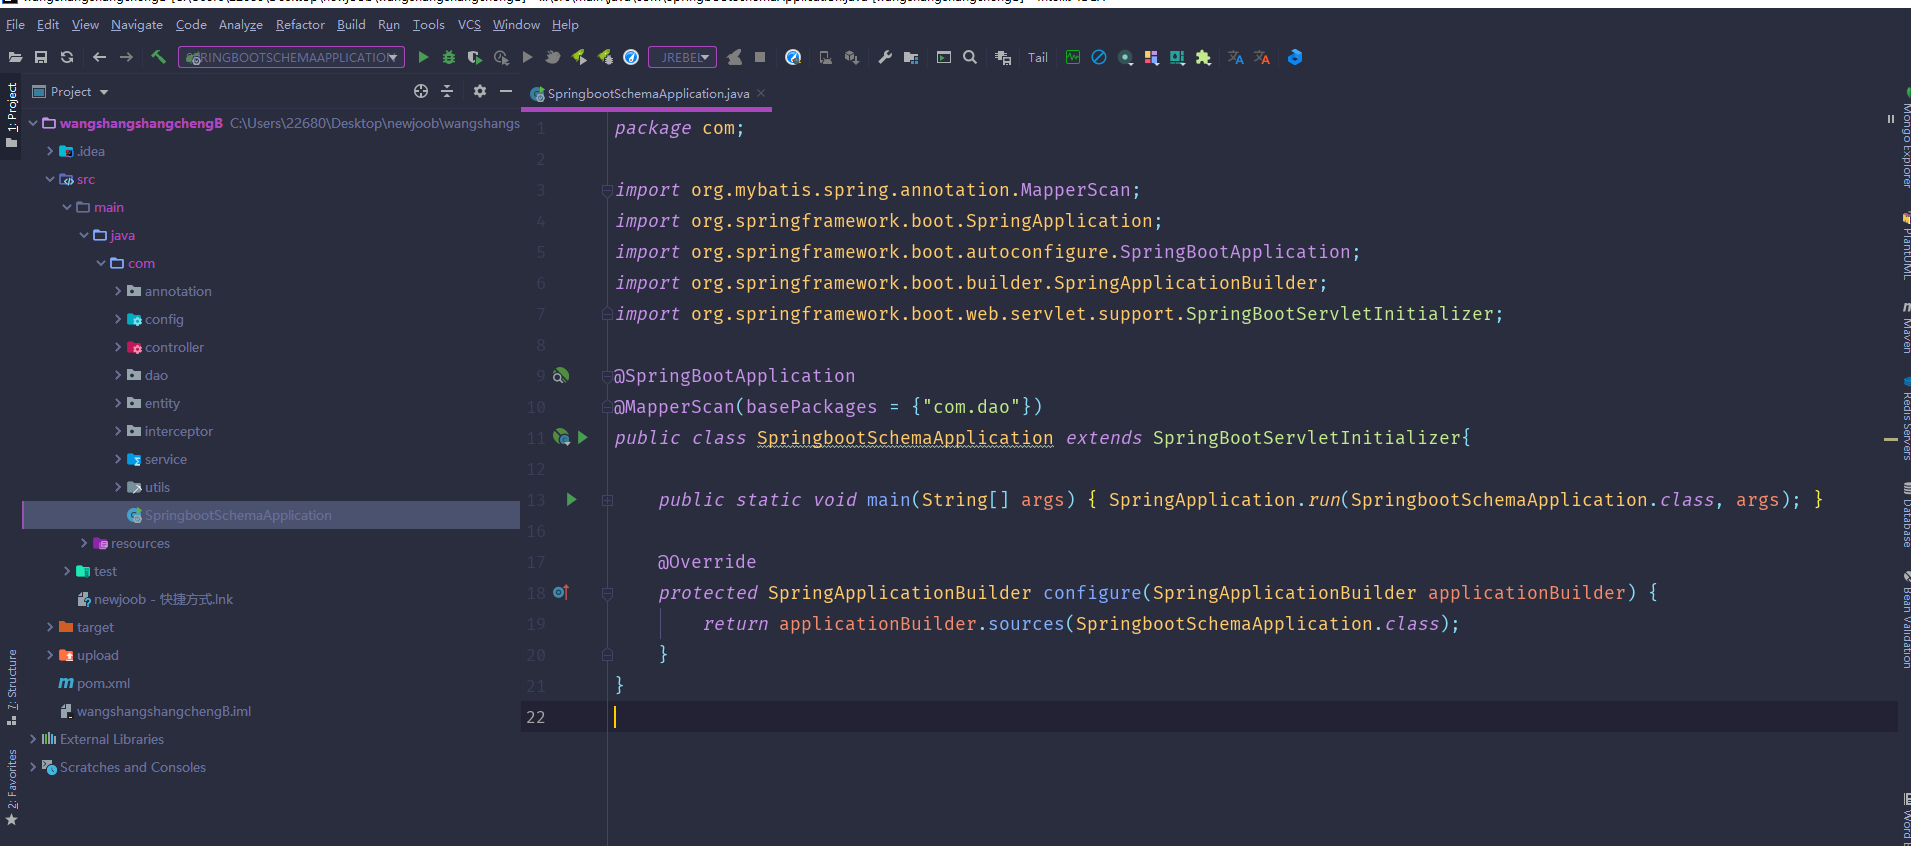 File Edit View Navigate Code Analyze Refactor Build Run Tools VCS Window Help
RINGBOOTSCHEMAAPPLICATION JREBEL Tail
1: Project
Project
wangshangshangchengB C:\Users\22680\Desktop\newjoob\wangshangs
.idea
src
main
java
com
annotation
config
controller
dao
entity
interceptor
service
utils
SpringbootSchemaApplication
resources
test
newjoob - 快捷方式.lnk
target
upload
pom.xml
wangshangshangchengB.iml
External Libraries
Scratches and Consoles
7: Structure
2: Favorites
SpringbootSchemaApplication.java
1 package com;
2
3 import org.mybatis.spring.annotation.MapperScan;
4 import org.springframework.boot.SpringApplication;
5 import org.springframework.boot.autoconfigure.SpringBootApplication;
6 import org.springframework.boot.builder.SpringApplicationBuilder;
7 import org.springframework.boot.web.servlet.support.SpringBootServletInitializer;
8
9 @SpringBootApplication
10 @MapperScan(basePackages = {"com.dao"})
11 public class SpringbootSchemaApplication extends SpringBootServletInitializer{
12
13 public static void main(String[] args) { SpringApplication.run(SpringbootSchemaApplication.class, args); }
16
17 @Override
18 protected SpringApplicationBuilder configure(SpringApplicationBuilder applicationBuilder) {
19 return applicationBuilder.sources(SpringbootSchemaApplication.class);
20 }
21 }
22
Mongo Explorer
PlantUML
Maven
Redis Servers
Database
Bean Validation